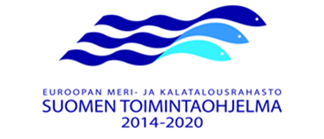 EUROOPAN MERI- JA KALATALOUSRAHASTO
SUOMEN TOIMINTAOHJELMA
2014-2020